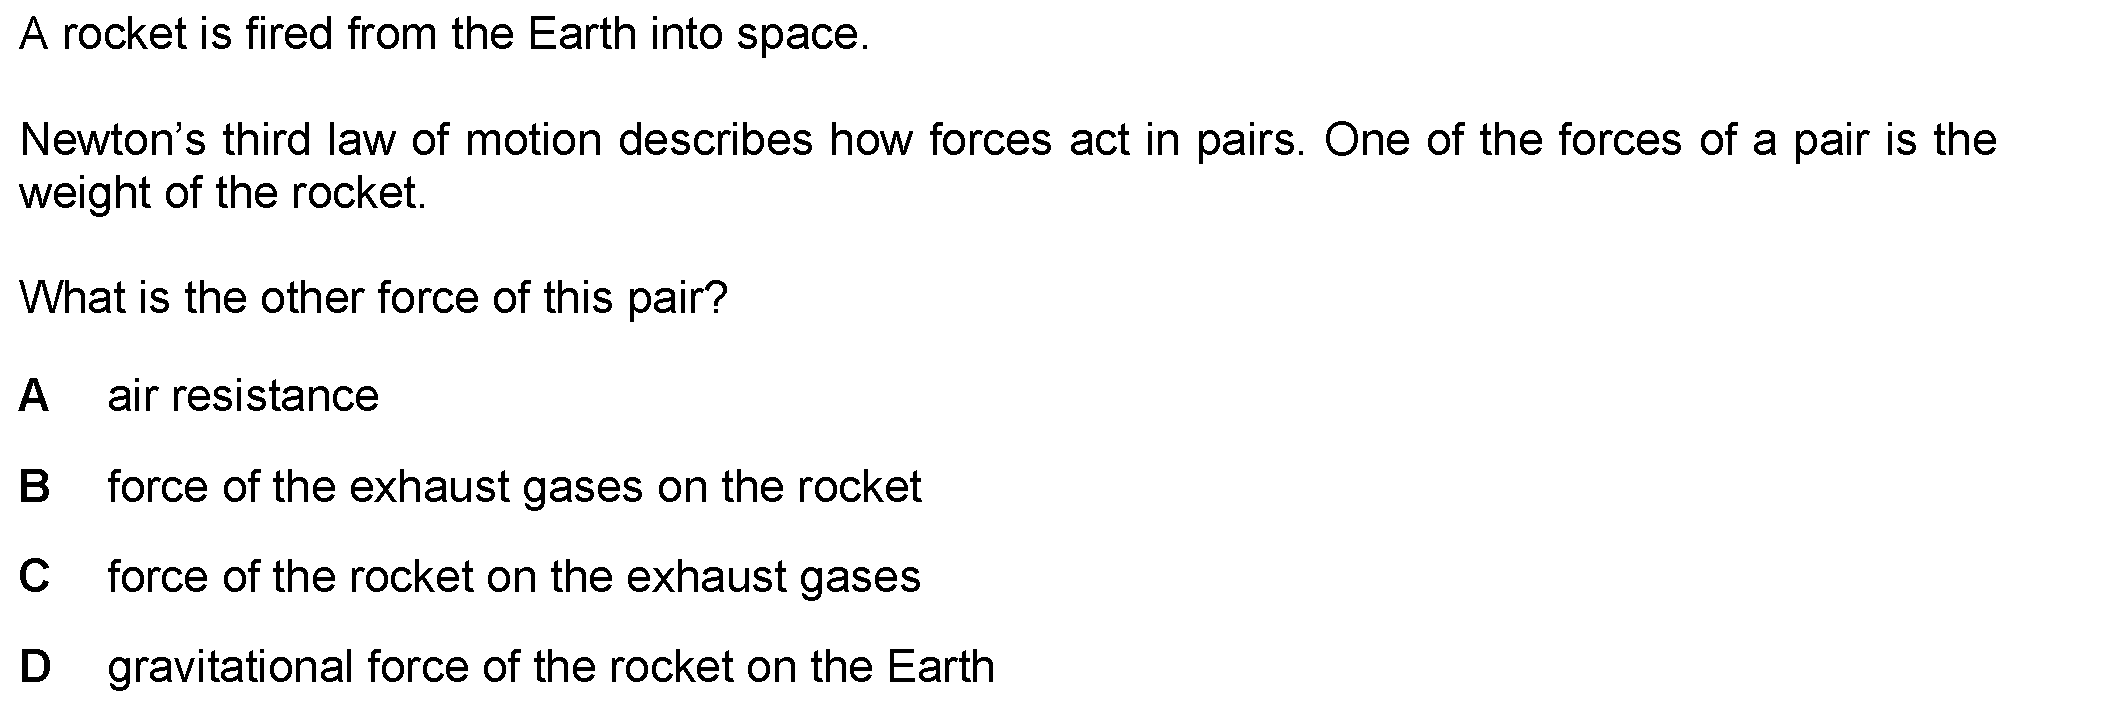 A rocket is fired from the Earth into space.
Newton’s third law of motion describes how forces act in pairs. One of the forces of a pair is the
weight of the rocket.
What is the other force of this pair?
A air resistance
B force of the exhaust gases on the rocket
C force of the rocket on the exhaust gases
D gravitational force of the rocket on the Earth